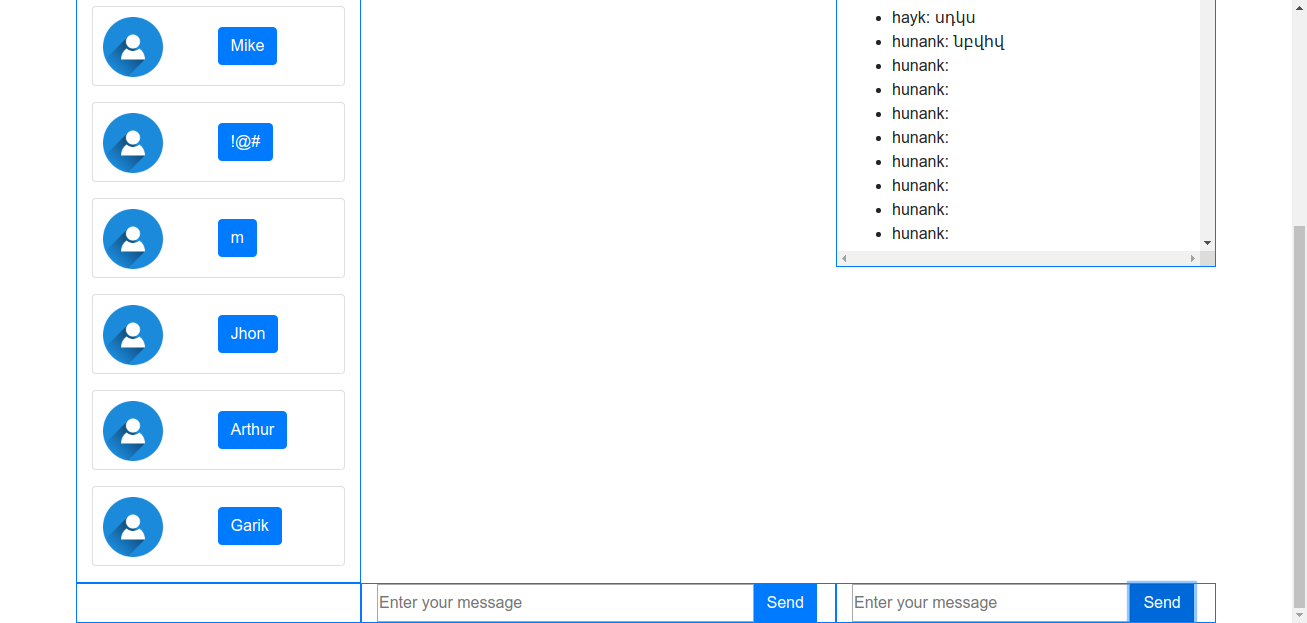 Mike
!@#
m
Jhon
Arthur
Garik
hayk: սդկս
hunank: նբվիվ
hunank:
hunank:
hunank:
hunank:
hunank:
hunank:
hunank:
hunank:
Enter your message
Send
Enter your message
Send